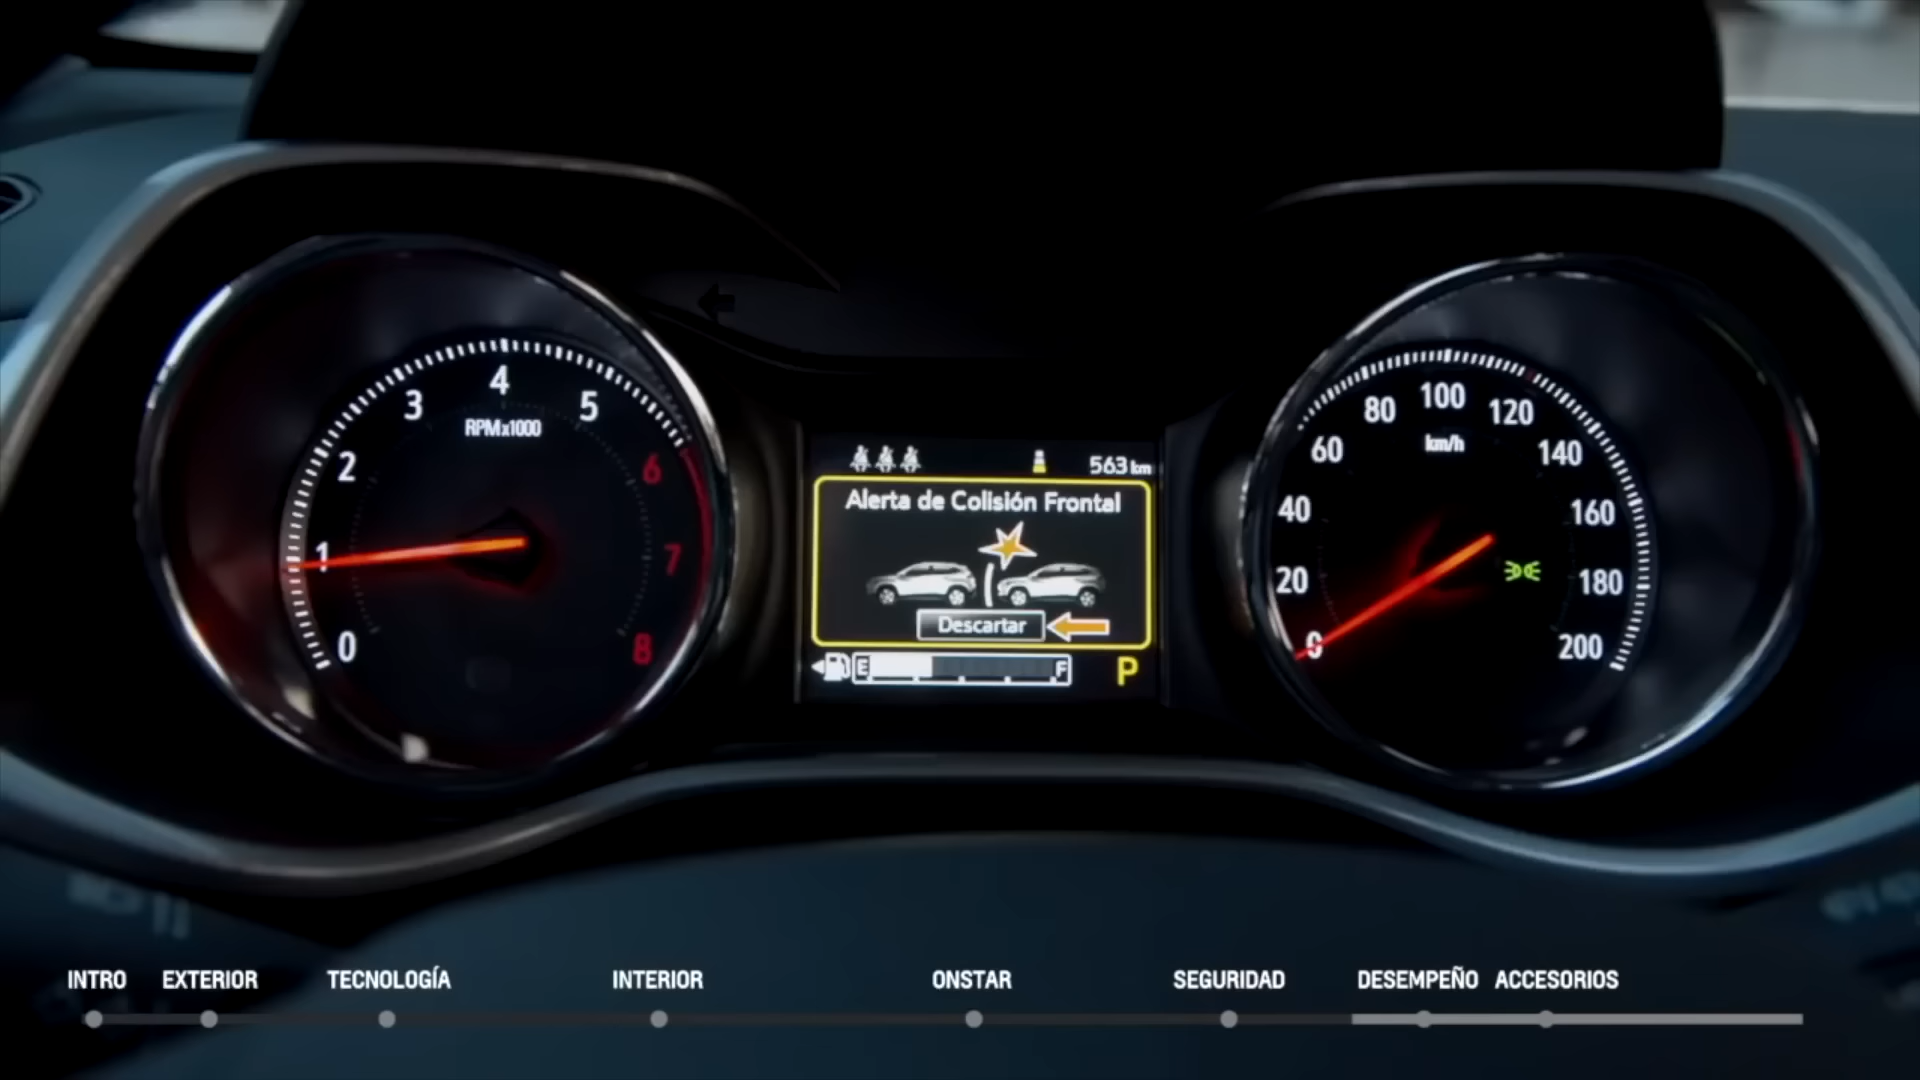 0
1
2
3
4
5
6
7
8
RPMx1000
563 km
Alerta de Colisión Frontal
Descartar
E F
P
0
20
40
60
80
100
120
140
160
180
200
km/h
INTRO EXTERIOR TECNOLOGÍA INTERIOR ONSTAR SEGURIDAD DESEMPEÑO ACCESORIOS